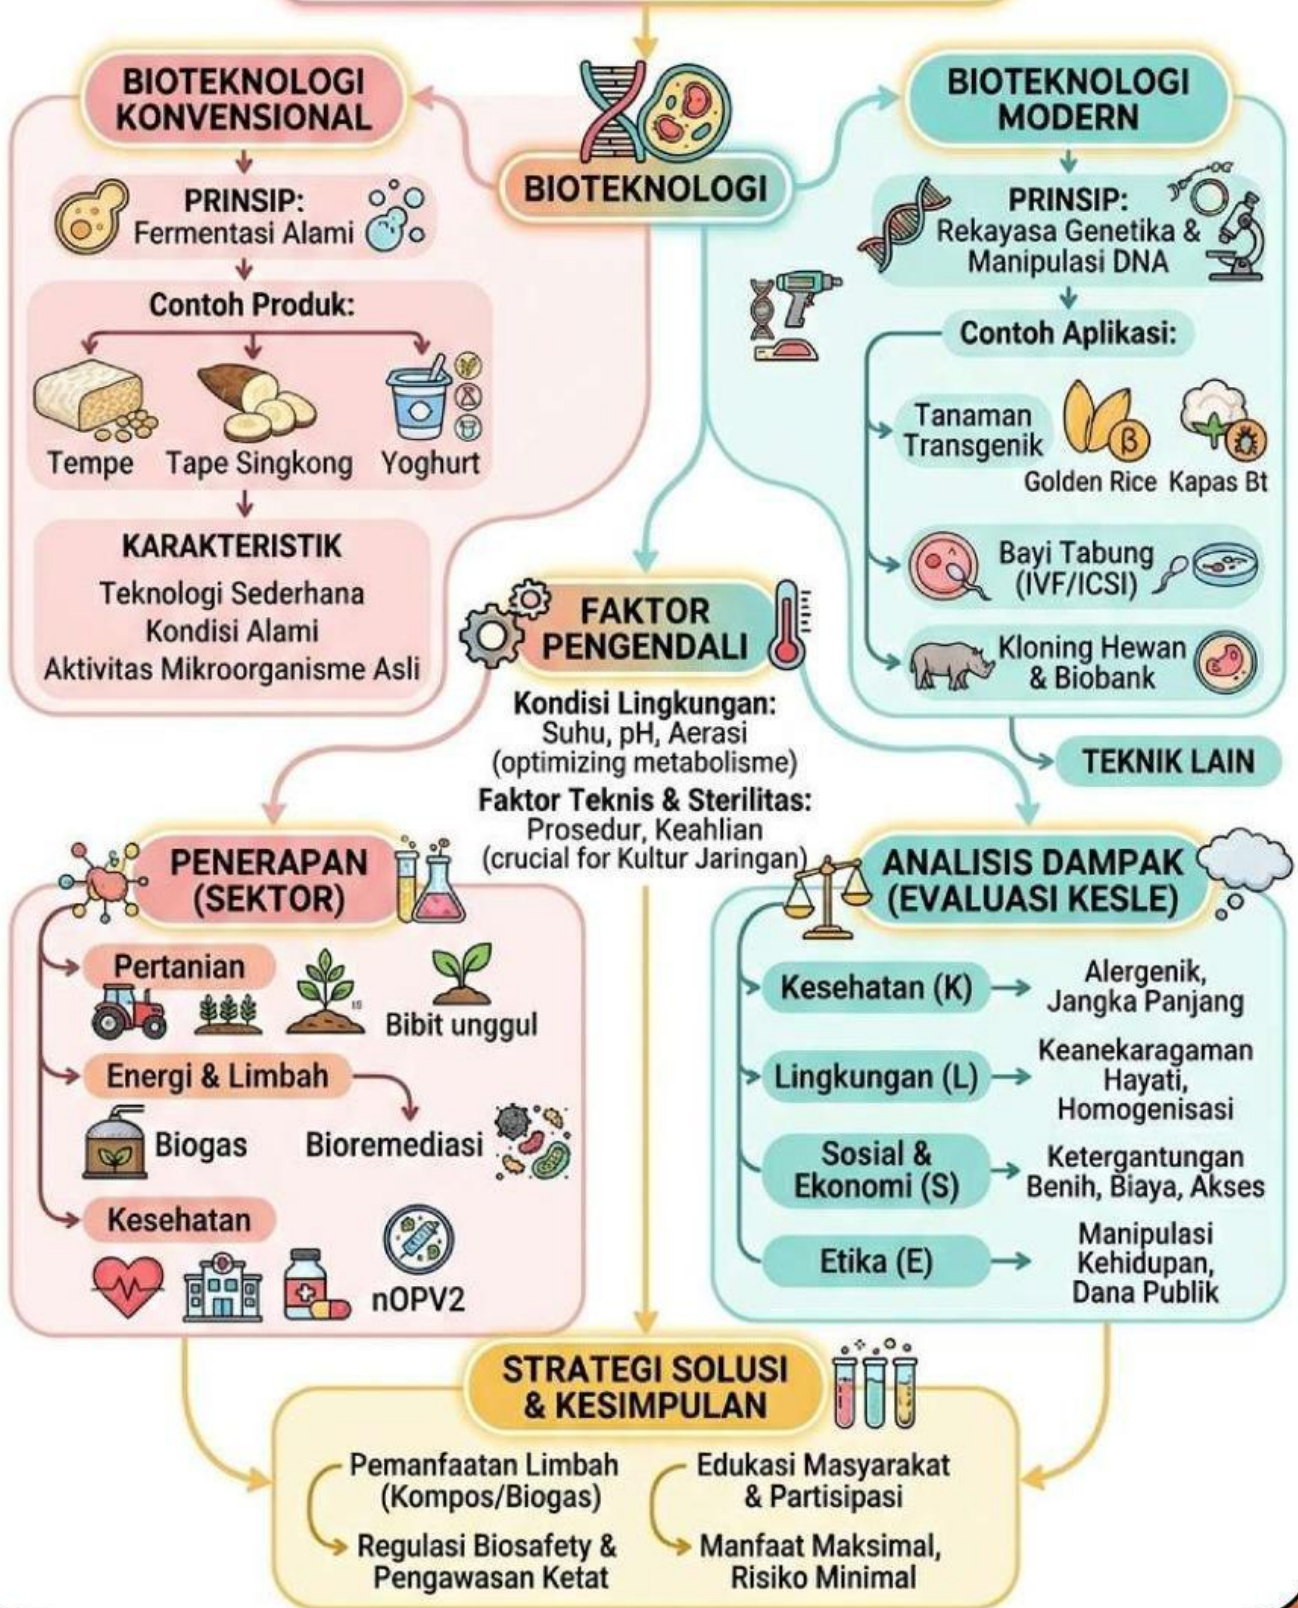 BIOTEKNOLOGI
KONVENSIONAL
PRINSIP:
Fermentasi Alami
Contoh Produk:
Tempe
Tape Singkong
Yoghurt
KARAKTERISTIK
Teknologi Sederhana
Kondisi Alami
Aktivitas Mikroorganisme Asli
BIOTEKNOLOGI
BIOTEKNOLOGI
MODERN
PRINSIP:
Rekayasa Genetika &
Manipulasi DNA
Contoh Aplikasi:
Tanaman
Transgenik
β
Golden Rice
Kapas Bt
Bayi Tabung
(IVF/ICSI)
Kloning Hewan
& Biobank
TEKNIK LAIN
FAKTOR
PENGENDALI
Kondisi Lingkungan:
Suhu, pH, Aerasi
(optimizing metabolisme)
Faktor Teknis & Sterilitas:
Prosedur, Keahlian
(crucial for Kultur Jaringan)
PENERAPAN
(SEKTOR)
Pertanian
Bibit unggul
Energi & Limbah
Biogas
Bioremediasi
Kesehatan
nOPV2
ANALISIS DAMPAK
(EVALUASI KESLE)
Kesehatan (K)
Alergenik,
Jangka Panjang
Lingkungan (L)
Keanekaragaman
Hayati,
Homogenisasi
Sosial &
Ekonomi (S)
Ketergantungan
Benih, Biaya, Akses
Etika (E)
Manipulasi
Kehidupan,
Dana Publik
STRATEGI SOLUSI
& KESIMPULAN
Pemanfaatan Limbah
(Kompos/Biogas)
Regulasi Biosafety &
Pengawasan Ketat
Edukasi Masyarakat
& Partisipasi
Manfaat Maksimal,
Risiko Minimal